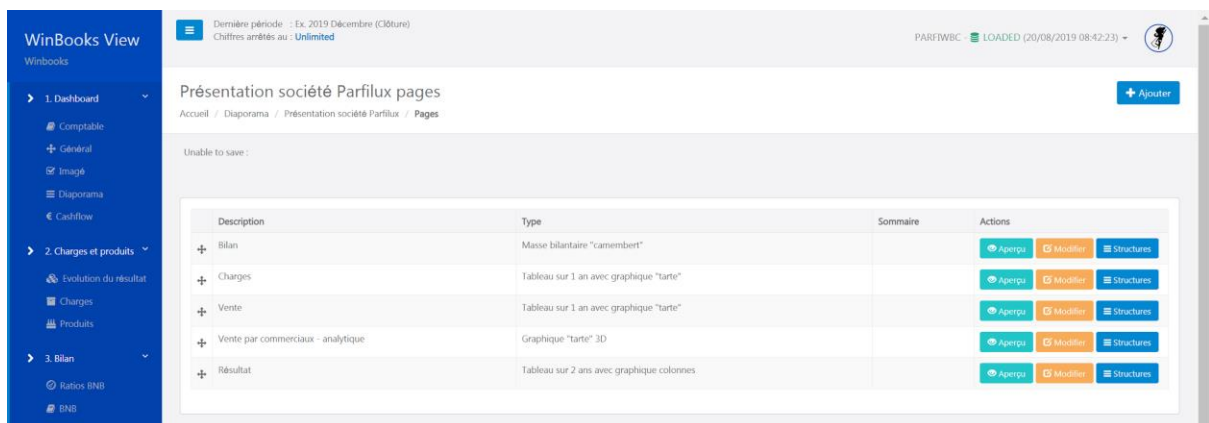 WinBooks View
Winbooks
1. Dashboard
Comptable
Général
Imagé
Diaporama
Cashflow
2. Charges et produits
Evolution du résultat
Charges
Produits
3. Bilan
Ratios BNB
BNB
Dernière période : Ex. 2019 Décembre (Clôture)
Chiffres arrêtés au : Unlimited
PARFIWBC - LOADED (20/08/2019 08:42:23)
Présentation société Parfilux pages
Ajouter
Accueil / Diaporama / Présentation société Parfilux / Pages
Unable to save :
Description Type Sommaire Actions
Bilan Masse bilantaire "camembert" Aperçu Modifier Structures
Charges Tableau sur 1 an avec graphique "tarte" Aperçu Modifier Structures
Vente Tableau sur 1 an avec graphique "tarte" Aperçu Modifier Structures
Vente par commerciaux - analytique Graphique "tarte" 3D Aperçu Modifier Structures
Résultat Tableau sur 2 ans avec graphique colonnes. Aperçu Modifier Structures